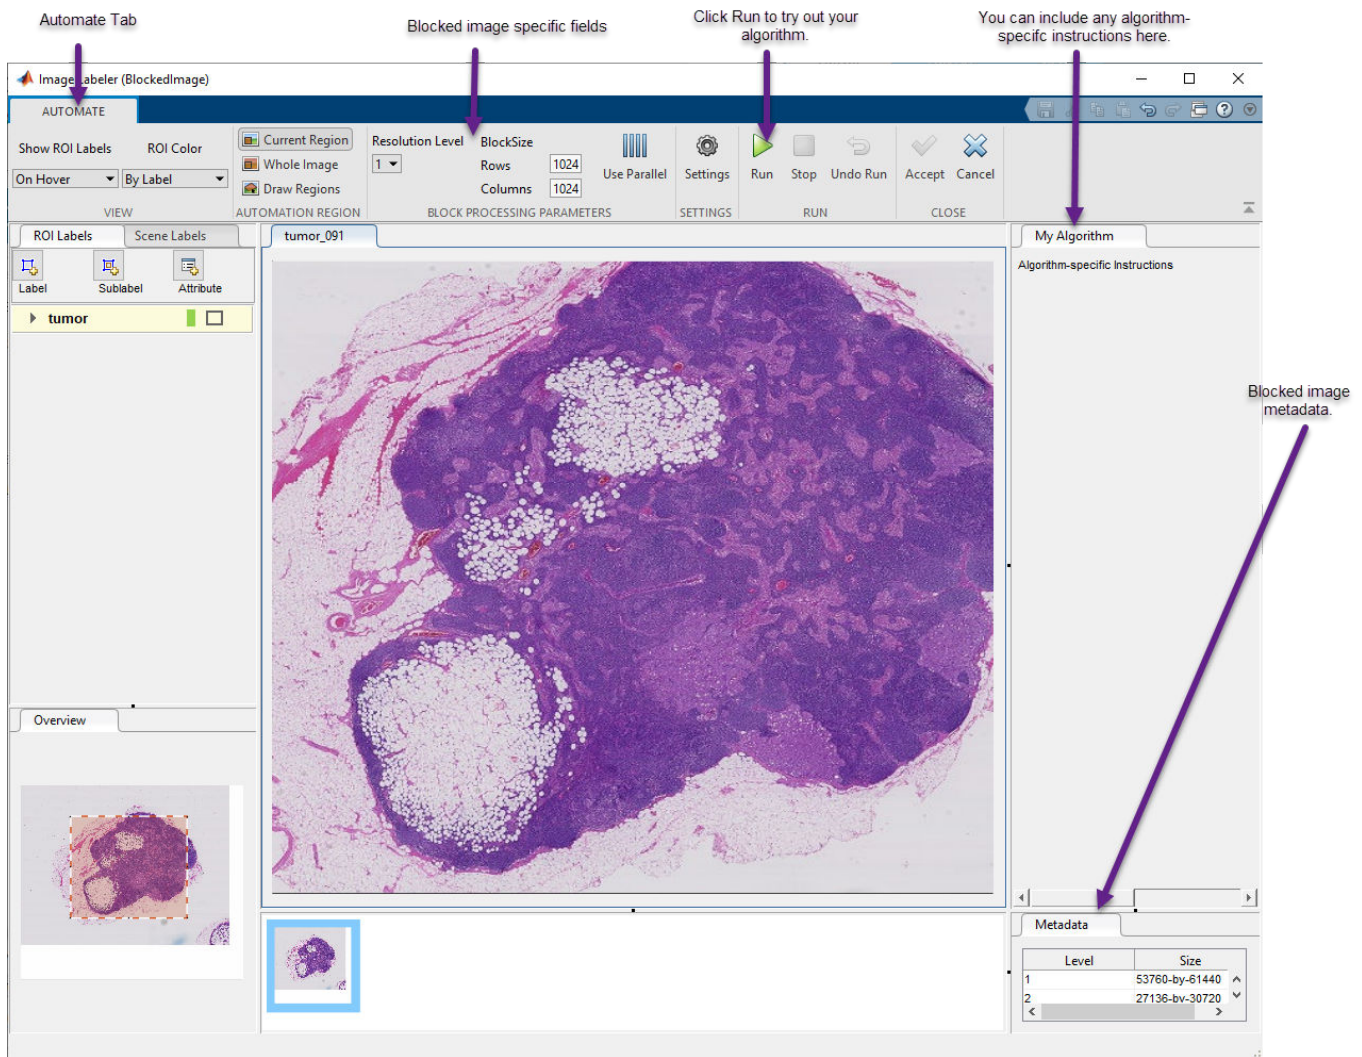 Automate Tab
Blocked image specific fields
Click Run to try out your
algorithm.
You can include any algorithm-
specifc instructions here.
Image Labeler (BlockedImage)
AUTOMATE
Show ROI Labels
ROI Color
On Hover
By Label
VIEW
Current Region
Whole Image
Draw Regions
AUTOMATION REGION
Resolution Level
1
BlockSize
Rows 1024
Columns 1024
Use Parallel
BLOCK PROCESSING PARAMETERS
Settings
SETTINGS
Run
Stop
Undo Run
RUN
Accept
Cancel
CLOSE
ROI Labels
Scene Labels
Label
Sublabel
Attribute
tumor
tumor_091
My Algorithm
Algorithm-specific Instructions
Blocked image
metadata.
Overview
Metadata
Level Size
1 53760-by-61440
2 27136-by-30720